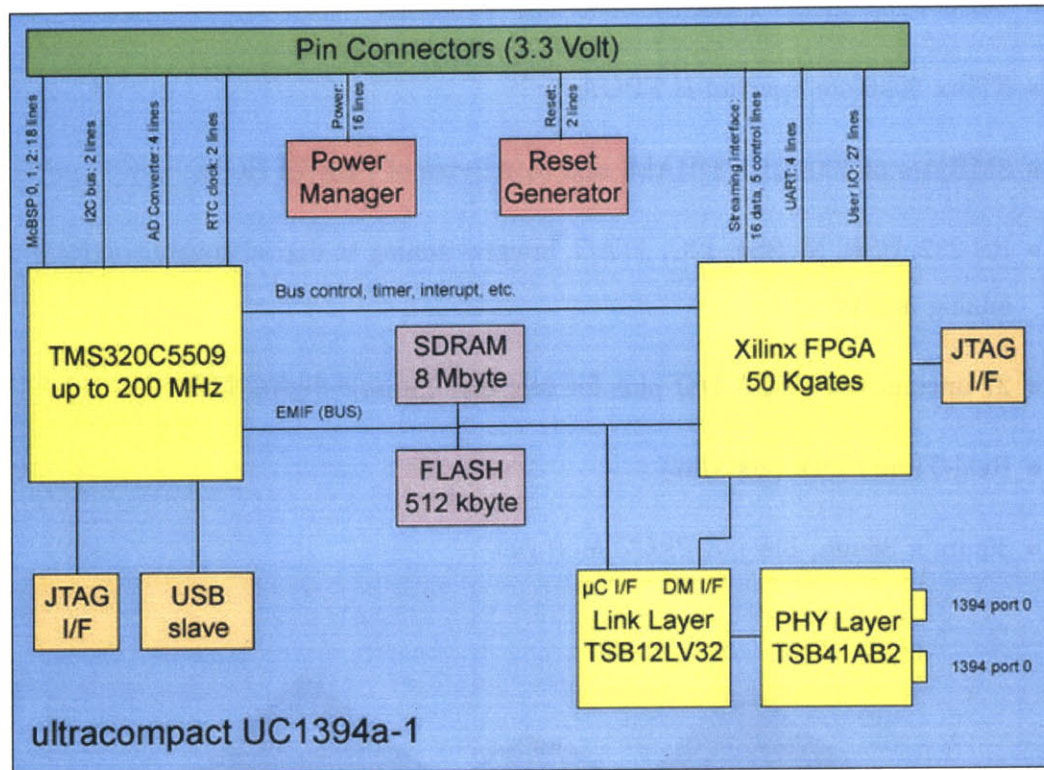 Pin Connectors (3.3 Volt)
McBSP 0, 1, 2: 18 lines
I2C bus: 2 lines
AD Converter: 4 lines
RTC clock: 2 lines
Power:
16 lines
Reset:
2 lines
Streaming interface:
16 data, 5 control lines
UART: 4 lines
User I/O: 27 lines
Power
Manager
Reset
Generator
TMS320C5509
up to 200 MHz
Bus control, timer, interupt, etc.
SDRAM
8 Mbyte
EMIF (BUS)
FLASH
512 kbyte
Xilinx FPGA
50 Kgates
JTAG
I/F
JTAG
I/F
USB
slave
µC I/F DM I/F
Link Layer
TSB12LV32
PHY Layer
TSB41AB2
1394 port 0
1394 port 0
ultracompact UC1394a-1